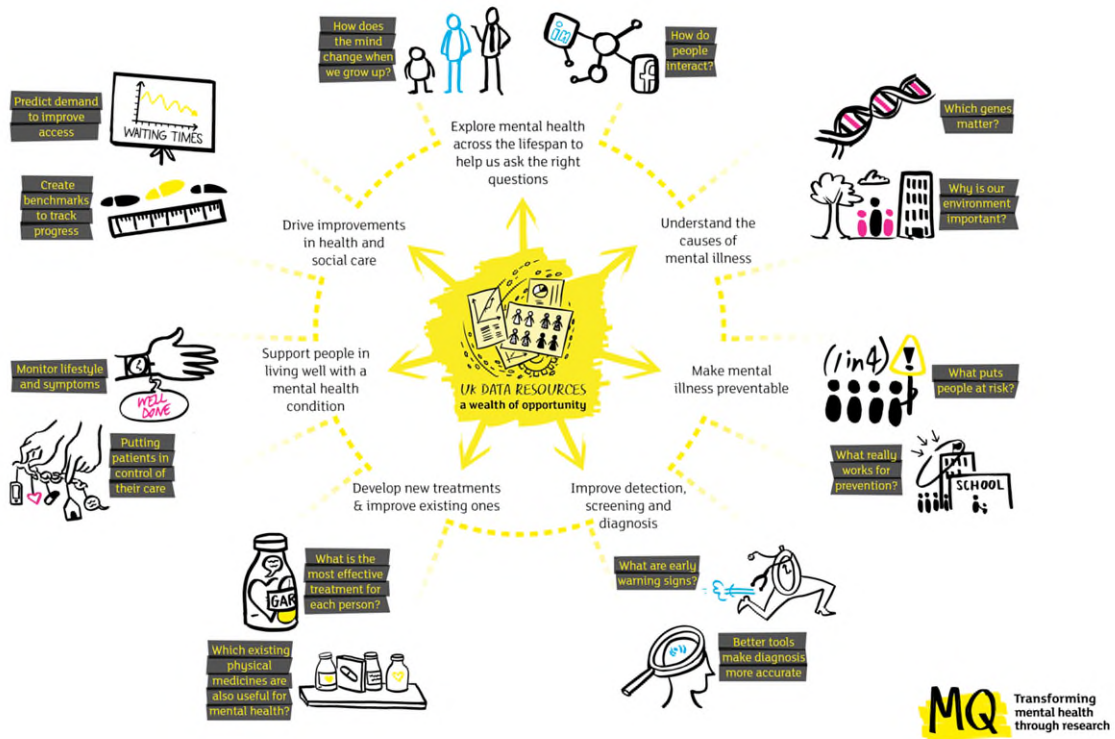 How does
the mind
change when
we grow up?
in
f
How do
people
interact?
Predict demand
to improve
access
WAITING TIMES
Create
benchmarks
to track
progress
Explore mental health
across the lifespan to
help us ask the right
questions
Which genes
matter?
Why is our
environment
important?
Drive improvements
in health and
social care
Understand the
causes of
mental illness
Monitor lifestyle
and symptoms
WELL
DONE
Putting
patients in
control of
their care
Support people in
living well with a
mental health
condition
UK DATA RESOURCES
a wealth of opportunity
Make mental
illness preventable
(1 in 4)
!
What puts
people at risk?
What really
works for
prevention?
SCHOOL
Develop new treatments
& improve existing ones
Improve detection,
screening and
diagnosis
What is the
most effective
treatment for
each person?
GAR
Which existing
physical
medicines are
also useful for
mental health?
What are early
warning signs?
Better tools
make diagnosis
more accurate
MQ
Transforming
mental health
through research